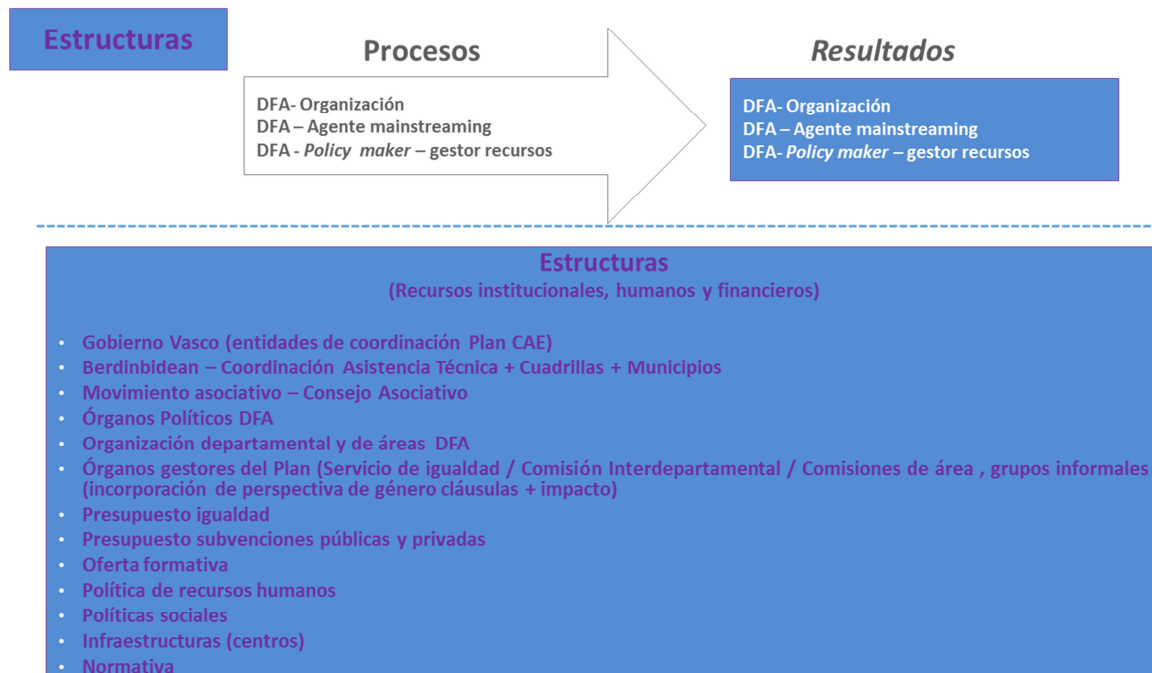 Estructuras
Procesos
DFA- Organización
DFA – Agente mainstreaming
DFA - Policy maker – gestor recursos
Resultados
DFA- Organización
DFA – Agente mainstreaming
DFA- Policy maker – gestor recursos
Estructuras
(Recursos institucionales, humanos y financieros)
• Gobierno Vasco (entidades de coordinación Plan CAE)
• Berdinbidean – Coordinación Asistencia Técnica + Cuadrillas + Municipios
• Movimiento asociativo – Consejo Asociativo
• Órganos Políticos DFA
• Organización departamental y de áreas DFA
• Órganos gestores del Plan (Servicio de igualdad / Comisión Interdepartamental / Comisiones de área , grupos informales
(incorporación de perspectiva de género cláusulas + impacto)
• Presupuesto igualdad
• Presupuesto subvenciones públicas y privadas
• Oferta formativa
• Política de recursos humanos
• Políticas sociales
• Infraestructuras (centros)
• Normativa